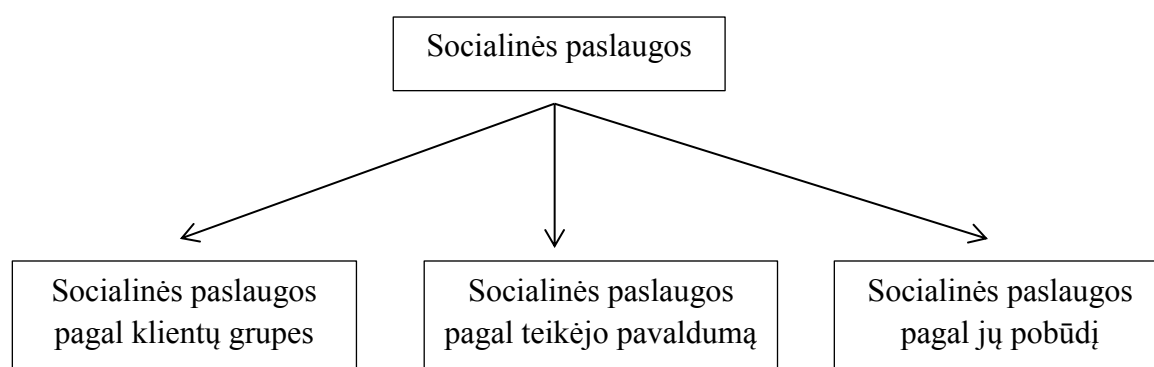 Socialinės paslaugos
Socialinės paslaugos
pagal klientų grupes
Socialinės paslaugos
pagal teikėjo pavaldumą
Socialinės paslaugos
pagal jų pobūdį